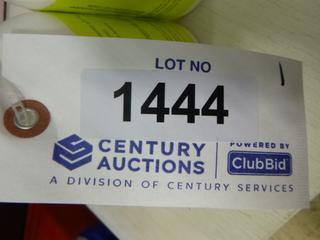 LOT NO
1444
CENTURY AUCTIONS
POWERED BY
ClubBid
A DIVISION OF CENTURY SERVICES